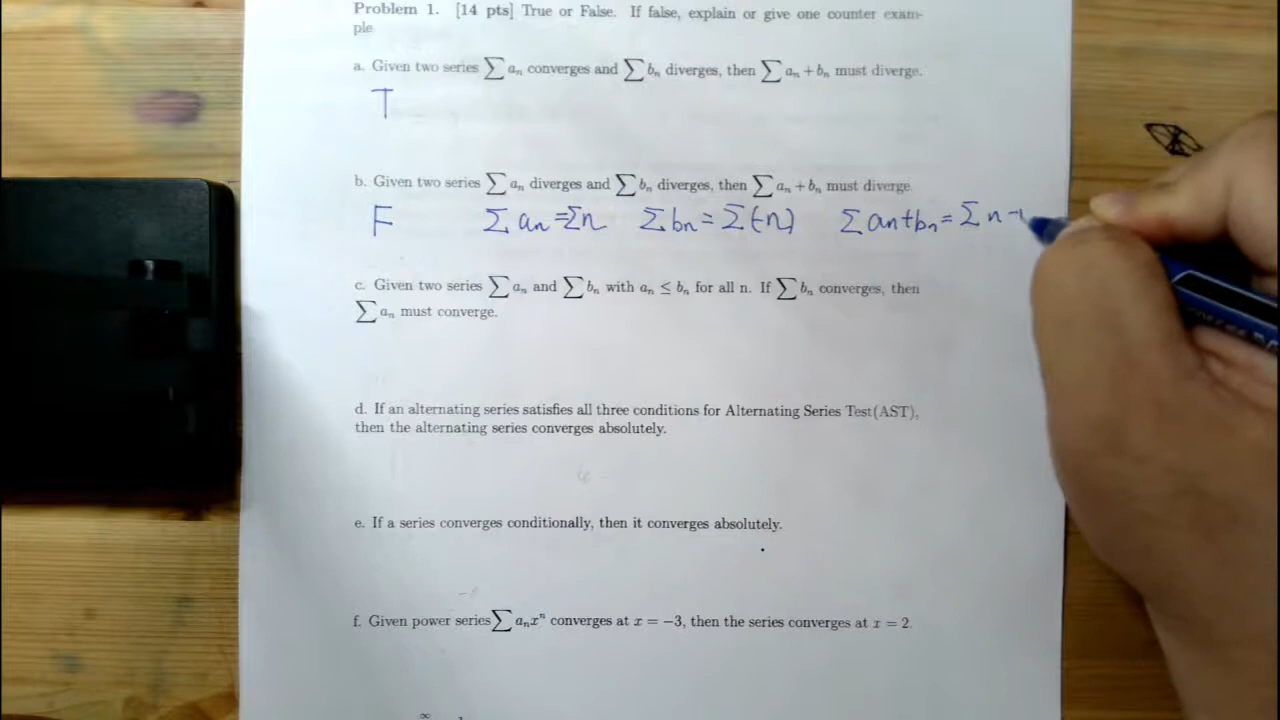 Problem 1. [14 pts] True or False. If false, explain or give one counter exam-
ple
a. Given two series ∑ aₙ converges and ∑ bₙ diverges, then ∑ aₙ + bₙ must diverge.
T
b. Given two series ∑ aₙ diverges and ∑ bₙ diverges, then ∑ aₙ + bₙ must diverge.
F ∑ aₙ = ∑n ∑ bₙ = ∑(-n) ∑ aₙ+bₙ = ∑ n-
c. Given two series ∑ aₙ and ∑ bₙ with aₙ ≤ bₙ for all n. If ∑ bₙ converges, then
∑ aₙ must converge.
d. If an alternating series satisfies all three conditions for Alternating Series Test(AST),
then the alternating series converges absolutely.
e. If a series converges conditionally, then it converges absolutely.
f. Given power series ∑ aₙxⁿ converges at x = −3, then the series converges at x = 2.